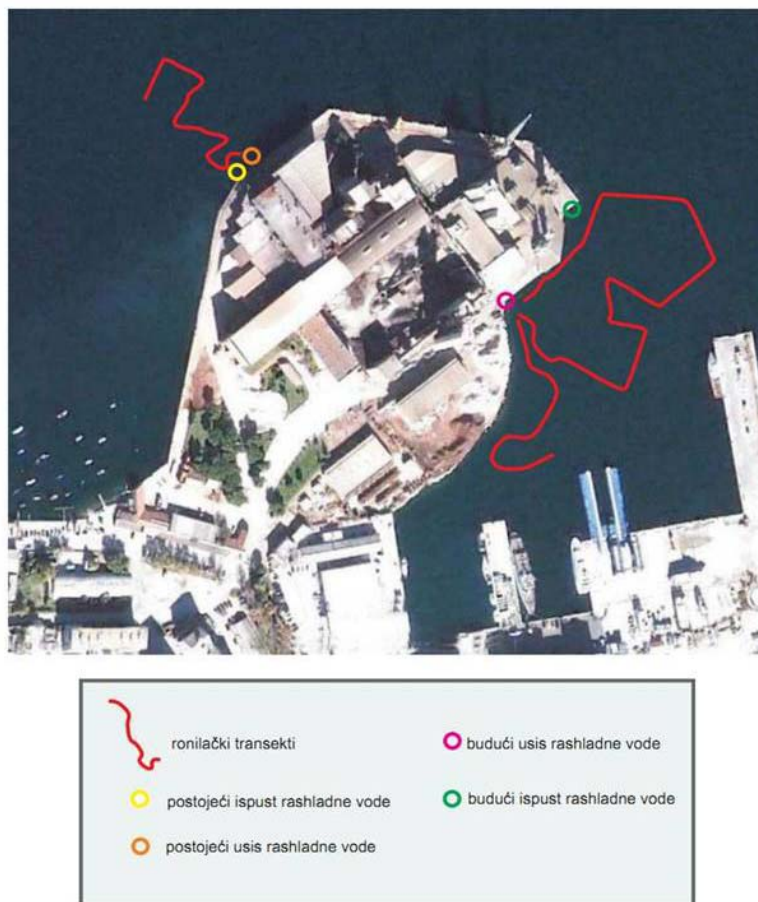 ronilački transekti
budući usis rashladne vode
postojeći ispust rashladne vode
budući ispust rashladne vode
postojeći usis rashladne vode